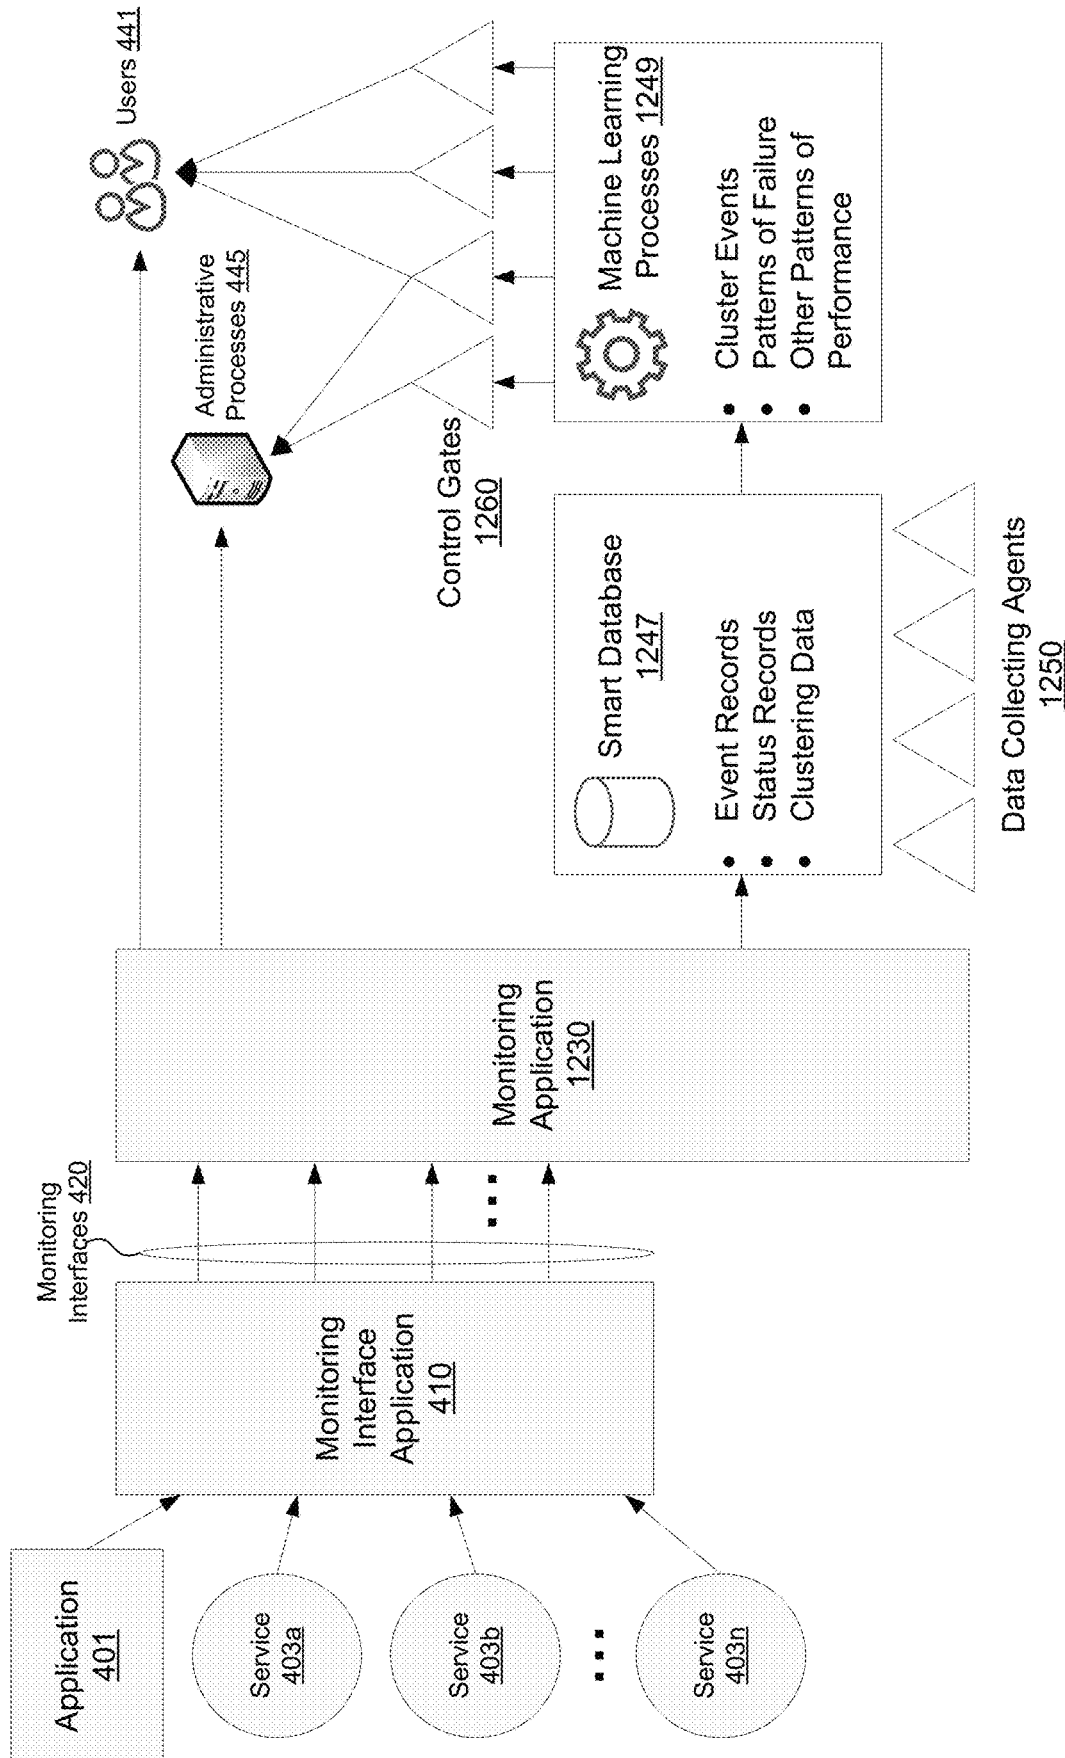 Application
401
Service
403a
Service
403b
Service
403n
Monitoring
Interface
Application
410
Monitoring
Interfaces 420
Monitoring
Application
1230
Administrative
Processes 445
Users 441
Control Gates
1260
Smart Database
1247
• Event Records
• Status Records
• Clustering Data
Data Collecting Agents
1250
Machine Learning
Processes 1249
• Cluster Events
• Patterns of Failure
• Other Patterns of
Performance